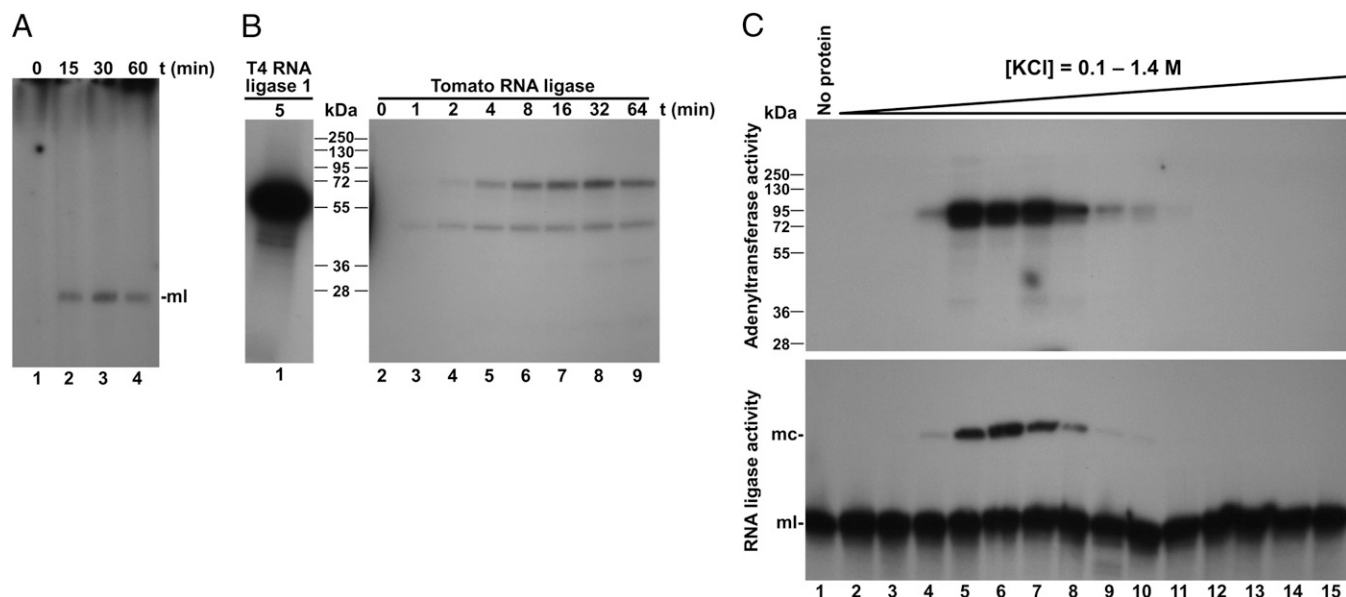 A
0 15 30 60 t (min)
-ml
1 2 3 4
B
T4 RNA
ligase 1
5
kDa
Tomato RNA ligase
0 1 2 4 8 16 32 64 t (min)
250
130
95
72
55
36
28
1
2 3 4 5 6 7 8 9
C
No protein
[KCl] = 0.1 – 1.4 M
kDa
Adenyltransferase activity
250
130
95
72
55
36
28
RNA ligase activity
mc-
ml-
1 2 3 4 5 6 7 8 9 10 11 12 13 14 15